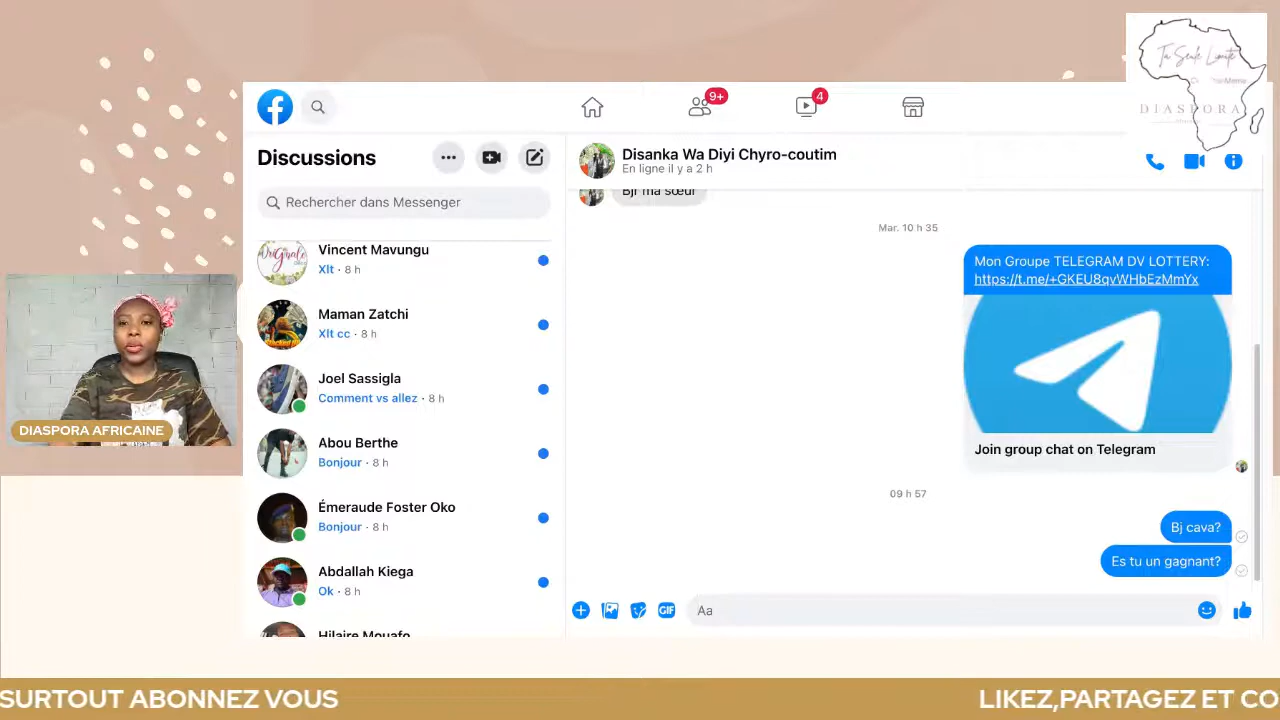 Ta Seule Limite
DIASPORA
9+
4
Discussions
Rechercher dans Messenger
Vincent Mavungu
Xlt · 8 h
Maman Zatchi
Xlt cc · 8 h
Joel Sassigla
Comment vs allez · 8 h
Abou Berthe
Bonjour · 8 h
Émeraude Foster Oko
Bonjour · 8 h
Abdallah Kiega
Ok · 8 h
Hilaire Mouafo
Disanka Wa Diyi Chyro-coutim
En ligne il y a 2 h
Bjr ma sœur
Mar. 10 h 35
Mon Groupe TELEGRAM DV LOTTERY:
https://t.me/+GKEU8qvWHbEzMmYx
Join group chat on Telegram
09 h 57
Bj cava?
Es tu un gagnant?
GIF
Aa
DIASPORA AFRICAINE
SURTOUT ABONNEZ VOUS
LIKEZ,PARTAGEZ ET CO